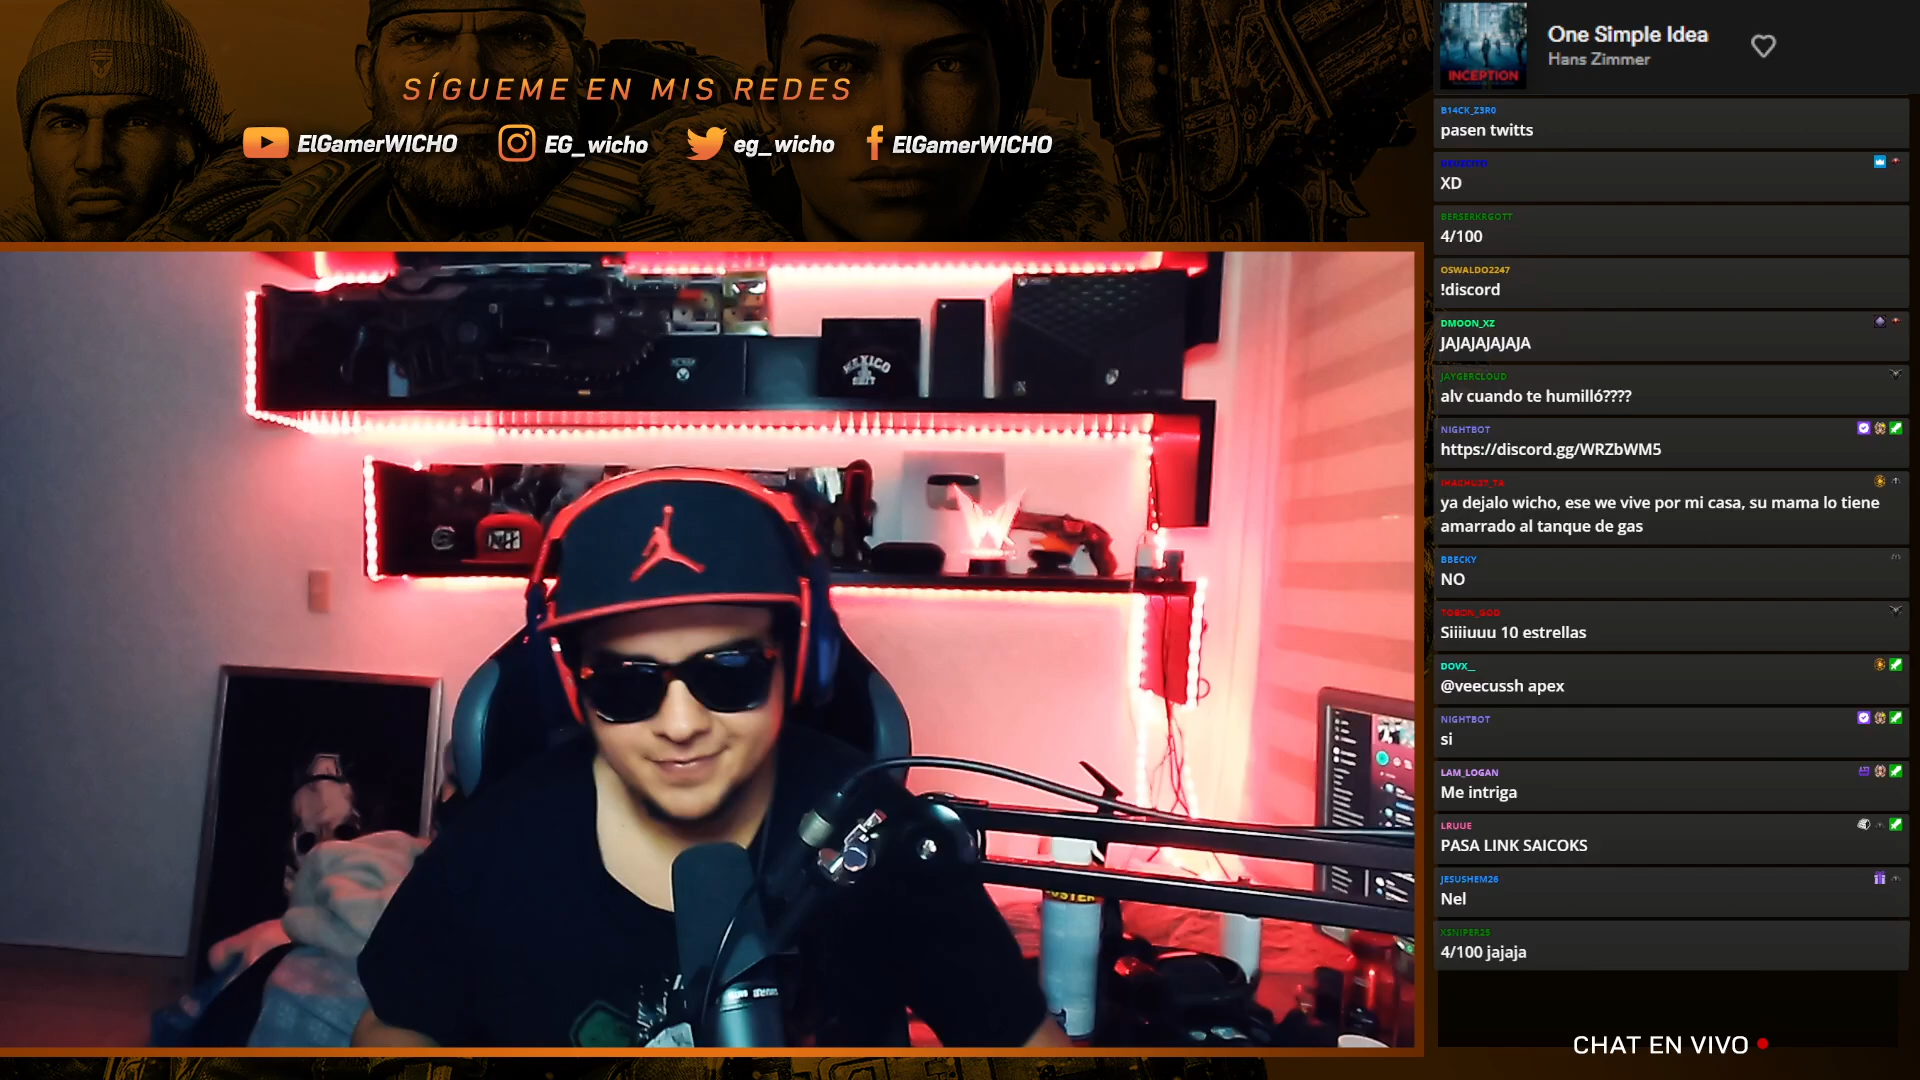 SÍGUEME EN MIS REDES
ElGamerWICHO
EG_wicho
eg_wicho
ElGamerWICHO
MEXICO
One Simple Idea
Hans Zimmer
INCEPTION
B14CK_Z3R0
pasen twitts
XD
BERSERKRGOTT
4/100
OSWALDO2247
!discord
DMOON_XZ
JAJAJAJAJAJA
JAYGERCLOUD
alv cuando te humilló????
NIGHTBOT
https://discord.gg/WRZbWM5
ya dejalo wicho, ese we vive por mi casa, su mama lo tiene
amarrado al tanque de gas
BBECKY
NO
TOBON_GOD
Siiiiuuu 10 estrellas
DOVX__
@veecussh apex
NIGHTBOT
si
LAM_LOGAN
Me intriga
LRUUE
PASA LINK SAICOKS
JESUSHEM26
Nel
XSNIPER25
4/100 jajaja
CHAT EN VIVO